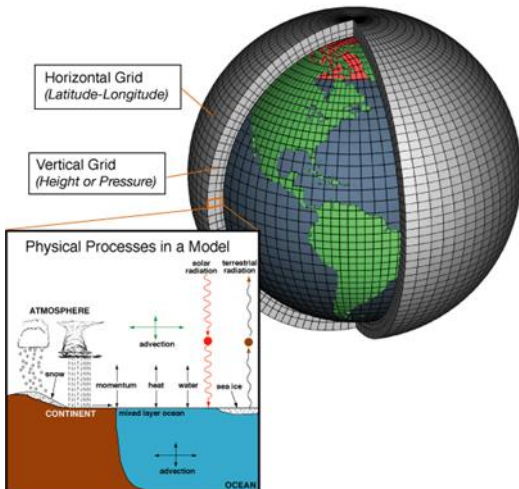 Horizontal Grid
(Latitude-Longitude)
Vertical Grid
(Height or Pressure)
Physical Processes in a Model
solar
radiation
terrestrial
radiation
ATMOSPHERE
advection
snow
momentum
heat
water
sea ice
CONTINENT
mixed layer ocean
advection
OCEAN